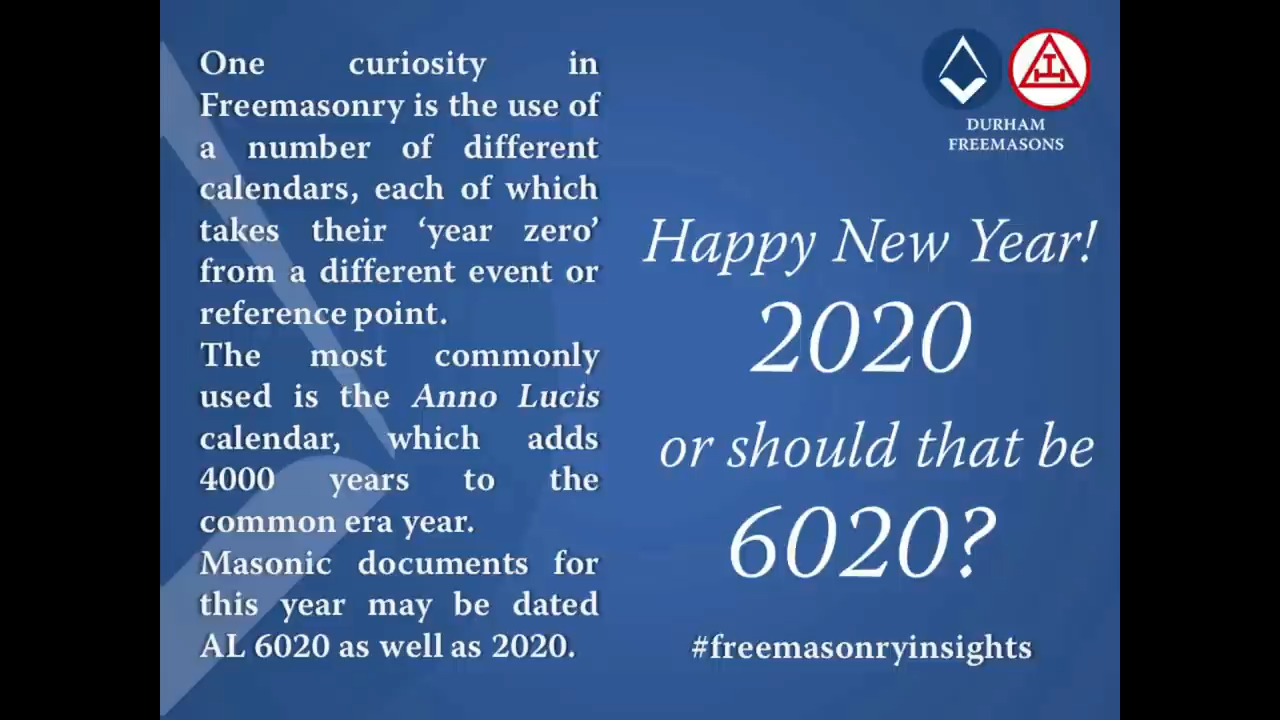 One curiosity in
Freemasonry is the use of
a number of different
calendars, each of which
takes their ‘year zero’
from a different event or
reference point.
The most commonly
used is the Anno Lucis
calendar, which adds
4000 years to the
common era year.
Masonic documents for
this year may be dated
AL 6020 as well as 2020.
DURHAM
FREEMASONS
Happy New Year!
2020
or should that be
6020?
#freemasonryinsights